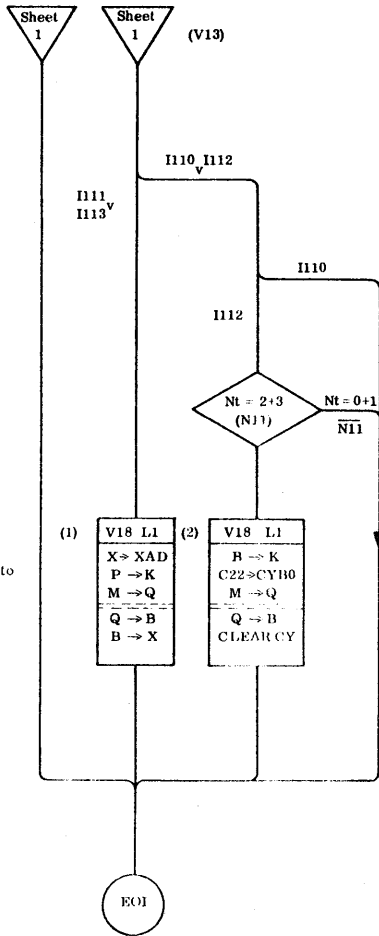 Sheet
1
Sheet
1
(V13)
I110 v I112
I111 v
I113
I110
I112
Nt = 2+3
(N11)
Nt = 0+1
N11
(1)
V18 L1
X → XAD
P → K
M → Q
Q → B
B → X
(2)
V18 L1
B → K
C22 → CYB0
M → Q
Q → B
CLEAR CY
to
EOI